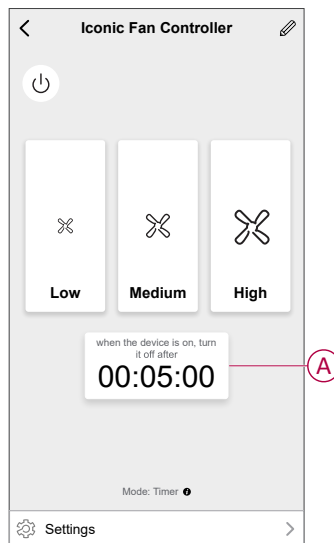 Iconic Fan Controller
Low Medium High
when the device is on, turn
it off after
00:05:00
A
Mode: Timer
Settings